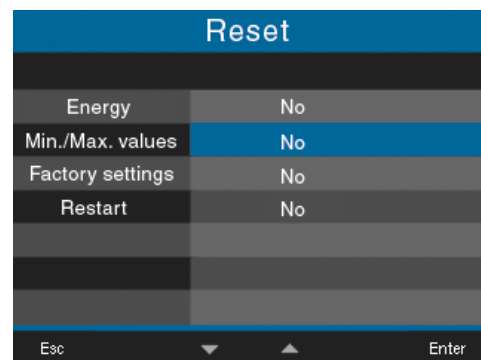 Reset
Energy No
Min./Max. values No
Factory settings No
Restart No
Esc Enter